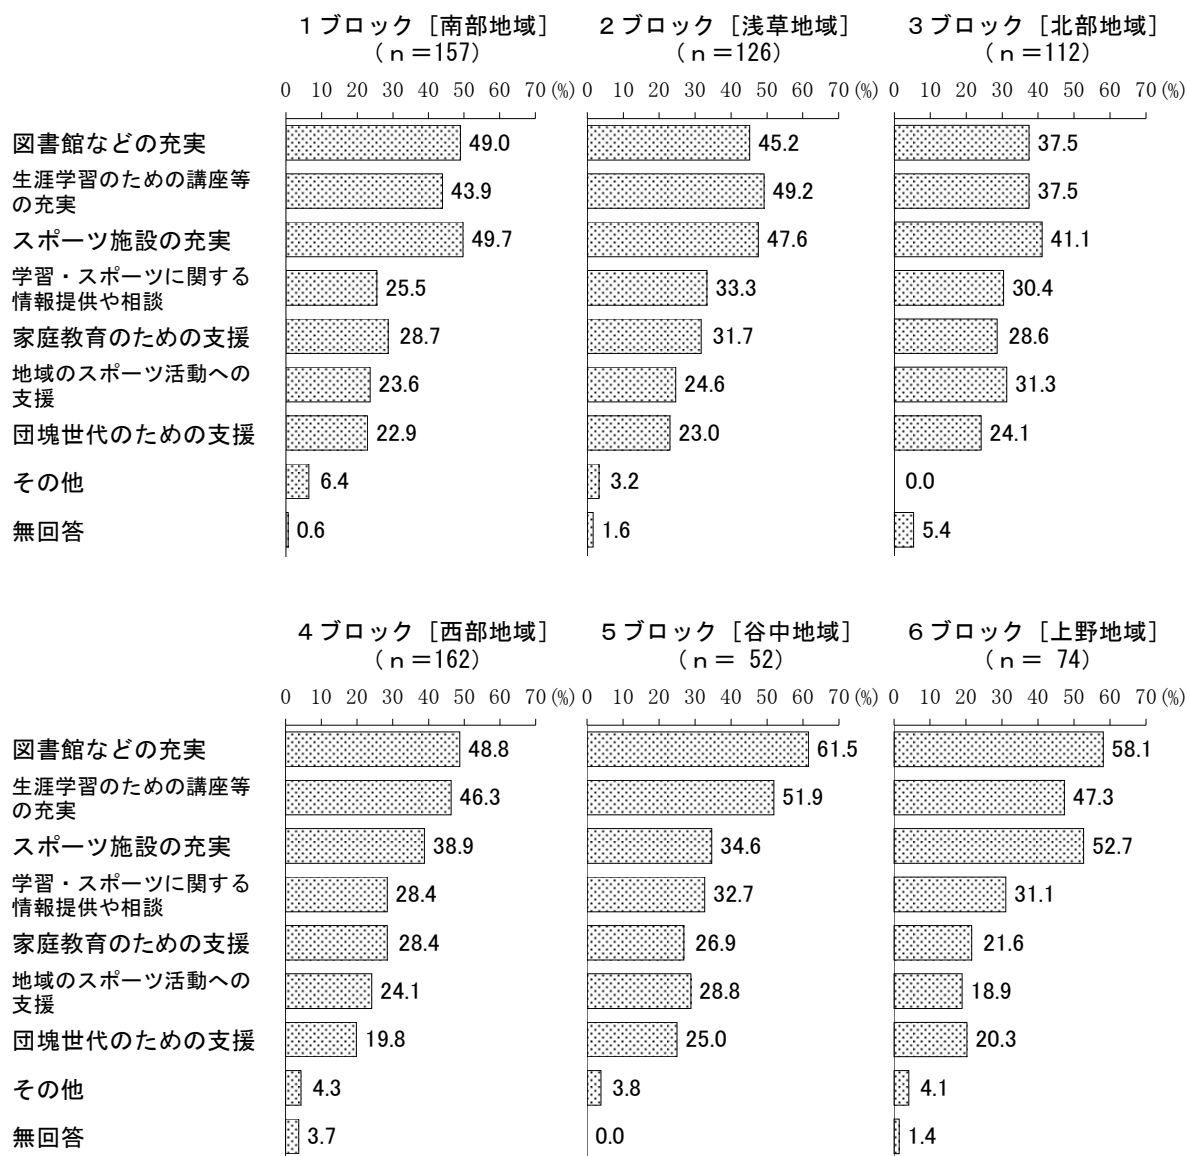 １ブロック［南部地域］
（ｎ＝157）
0 10 20 30 40 50 60 70(%)
２ブロック［浅草地域］
（ｎ＝126）
0 10 20 30 40 50 60 70(%)
３ブロック［北部地域］
（ｎ＝112）
0 10 20 30 40 50 60 70(%)
図書館などの充実 49.0 45.2 37.5
生涯学習のための講座等
の充実 43.9 49.2 37.5
スポーツ施設の充実 49.7 47.6 41.1
学習・スポーツに関する
情報提供や相談 25.5 33.3 30.4
家庭教育のための支援 28.7 31.7 28.6
地域のスポーツ活動への
支援 23.6 24.6 31.3
団塊世代のための支援 22.9 23.0 24.1
その他 6.4 3.2 0.0
無回答 0.6 1.6 5.4
４ブロック［西部地域］
（ｎ＝162）
0 10 20 30 40 50 60 70(%)
５ブロック［谷中地域］
（ｎ＝ 52）
0 10 20 30 40 50 60 70(%)
６ブロック［上野地域］
（ｎ＝ 74）
0 10 20 30 40 50 60 70(%)
図書館などの充実 48.8 61.5 58.1
生涯学習のための講座等
の充実 46.3 51.9 47.3
スポーツ施設の充実 38.9 34.6 52.7
学習・スポーツに関する
情報提供や相談 28.4 32.7 31.1
家庭教育のための支援 28.4 26.9 21.6
地域のスポーツ活動への
支援 24.1 28.8 18.9
団塊世代のための支援 19.8 25.0 20.3
その他 4.3 3.8 4.1
無回答 3.7 0.0 1.4